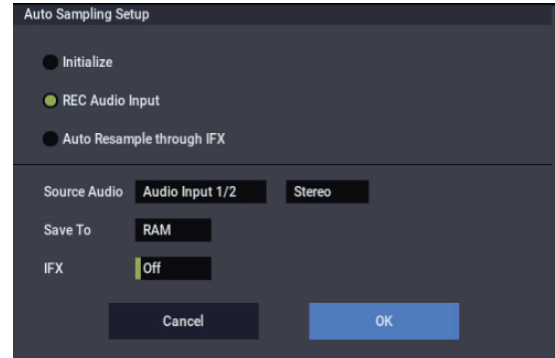 Auto Sampling Setup
Initialize
REC Audio Input
Auto Resample through IFX
Source Audio Audio Input 1/2 Stereo
Save To RAM
IFX Off
Cancel OK